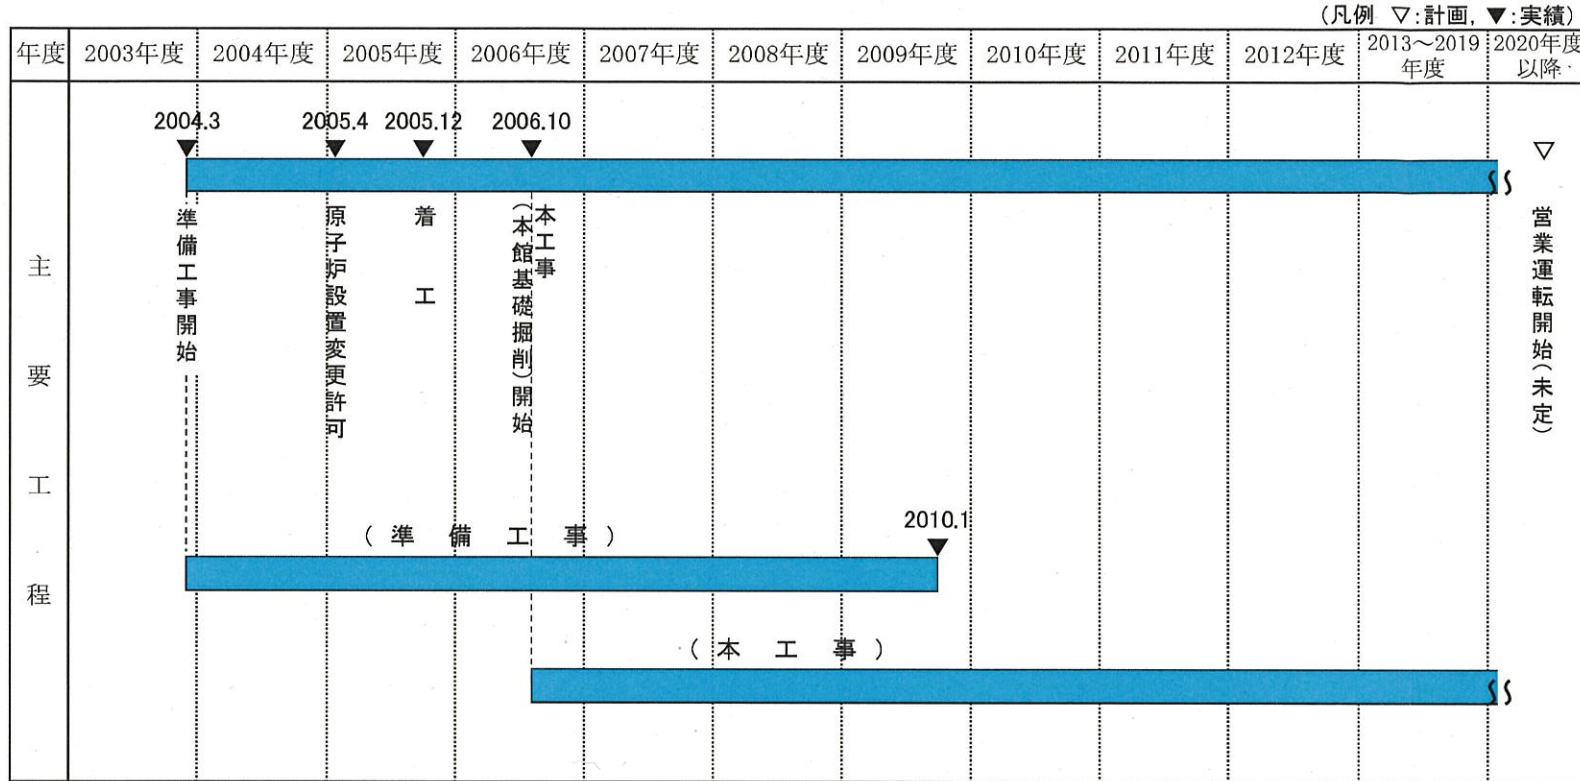 (凡例 ▽:計画, ▼:実績)
年度 2003年度 2004年度 2005年度 2006年度 2007年度 2008年度 2009年度 2010年度 2011年度 2012年度 2013～2019年度 2020年度以降
主要工程
2004.3 2005.4 2005.12 2006.10
準備工事開始
原子炉設置変更許可
着工
本工事
(本館基礎掘削)開始
▽
営業運転開始(未定)
2010.1
(準備工事)
(本工事)